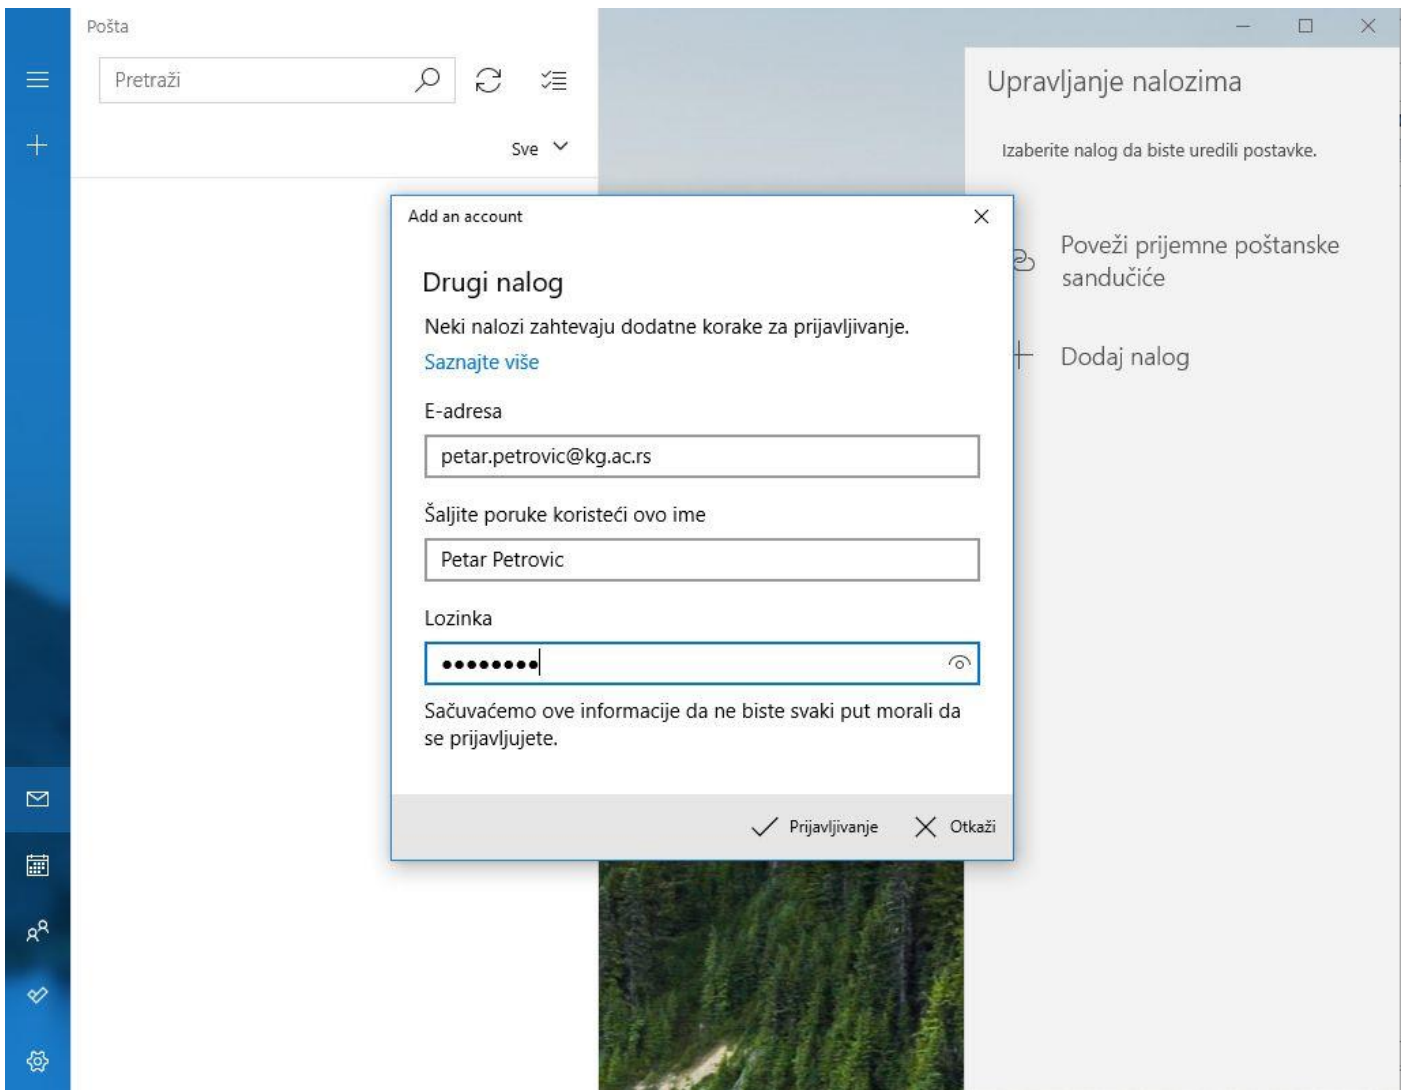 Pošta
Pretraži
Sve
Upravljanje nalozima
Izaberite nalog da biste uredili postavke.
Poveži prijemne poštanske
sandučiće
Dodaj nalog
Add an account
Drugi nalog
Neki nalozi zahtevaju dodatne korake za prijavljivanje.
Saznajte više
E-adresa
petar.petrovic@kg.ac.rs
Šaljite poruke koristeći ovo ime
Petar Petrovic
Lozinka
●●●●●●●●
Sačuvaćemo ove informacije da ne biste svaki put morali da
se prijavljujete.
Prijavljivanje
Otkaži